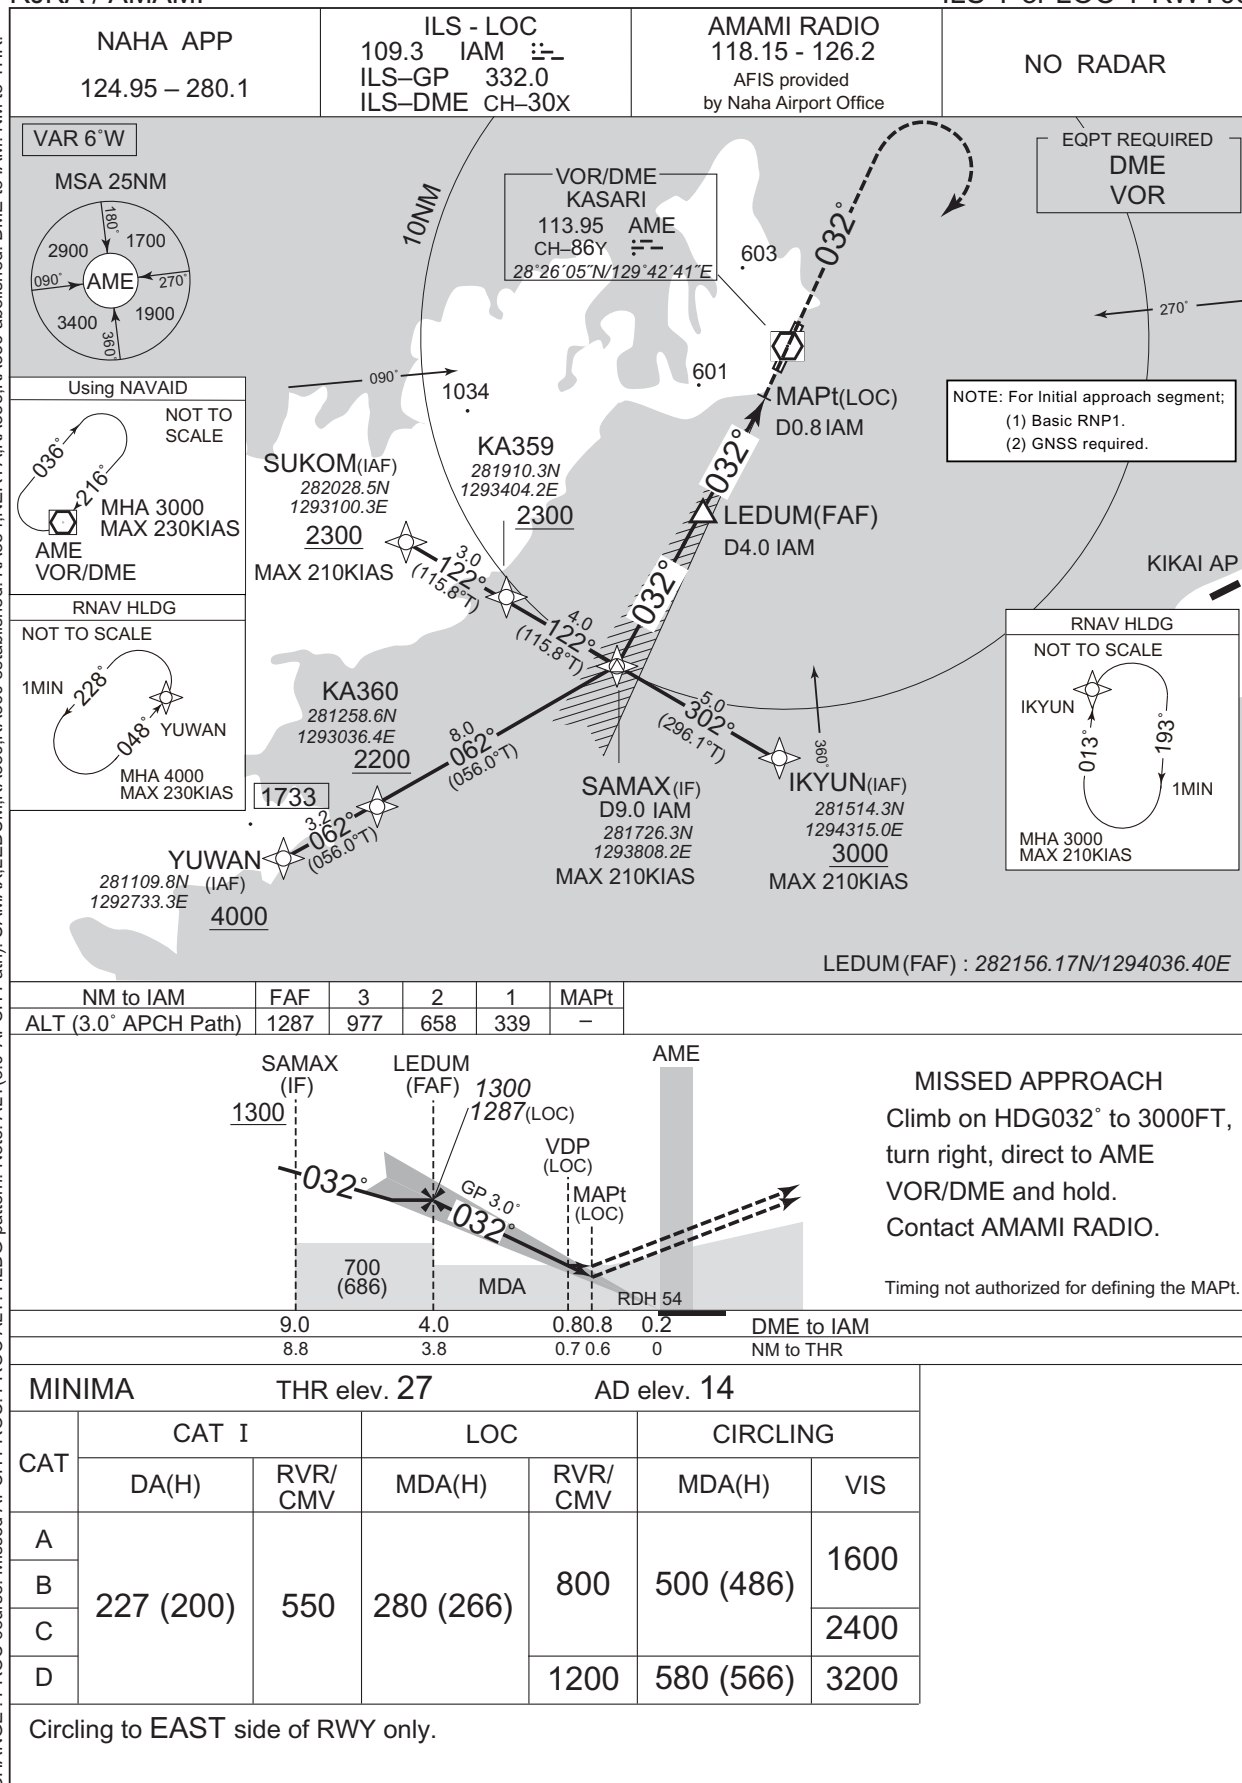 NAHA APP
124.95 – 280.1
ILS - LOC
109.3 IAM
ILS–GP 332.0
ILS–DME CH–30X
AMAMI RADIO
118.15 - 126.2
AFIS provided
by Naha Airport Office
NO RADAR
VAR 6°W
MSA 25NM
180°
2900
1700
090°
AME
270°
3400
1900
360°
10NM
VOR/DME
KASARI
113.95 AME
CH–86Y
28°26′05″N/129°42′41″E
603
032°
EQPT REQUIRED
DME
VOR
270°
090°
1034
601
MAPt(LOC)
D0.8 IAM
NOTE: For Initial approach segment;
(1) Basic RNP1.
(2) GNSS required.
Using NAVAID
NOT TO
SCALE
036°
216°
MHA 3000
MAX 230KIAS
AME
VOR/DME
SUKOM(IAF)
282028.5N
1293100.3E
2300
MAX 210KIAS
KA359
281910.3N
1293404.2E
2300
032°
LEDUM(FAF)
D4.0 IAM
KIKAI AP
3.0
122°
(115.8°T)
4.0
122°
(115.8°T)
032°
RNAV HLDG
NOT TO SCALE
1MIN
228°
048°
YUWAN
MHA 4000
MAX 230KIAS
KA360
281258.6N
1293036.4E
2200
8.0
062°
(056.0°T)
5.0
302°
(296.1°T)
360°
RNAV HLDG
NOT TO SCALE
IKYUN
013°
193°
1MIN
MHA 3000
MAX 210KIAS
1733
3.2
062°
(056.0°T)
YUWAN
(IAF)
281109.8N
1292733.3E
4000
SAMAX(IF)
D9.0 IAM
281726.3N
1293808.2E
MAX 210KIAS
IKYUN(IAF)
281514.3N
1294315.0E
3000
MAX 210KIAS
LEDUM(FAF) : 282156.17N/1294036.40E
NM to IAM FAF 3 2 1 MAPt
ALT (3.0° APCH Path) 1287 977 658 339 –
SAMAX
(IF)
1300
LEDUM
(FAF)
1300
1287(LOC)
AME
VDP
(LOC)
MAPt
(LOC)
032°
GP 3.0°
032°
700
(686)
MDA
RDH 54
MISSED APPROACH
Climb on HDG032° to 3000FT,
turn right, direct to AME
VOR/DME and hold.
Contact AMAMI RADIO.
Timing not authorized for defining the MAPt.
9.0 4.0 0.8 0.8 0.2 DME to IAM
8.8 3.8 0.7 0.6 0 NM to THR
MINIMA THR elev. 27 AD elev. 14
CAT CAT I LOC CIRCLING
DA(H) RVR/CMV MDA(H) RVR/CMV MDA(H) VIS
A
B
C
D
227 (200) 550 280 (266) 800 500 (486) 1600
2400
1200 580 (566) 3200
Circling to EAST side of RWY only.